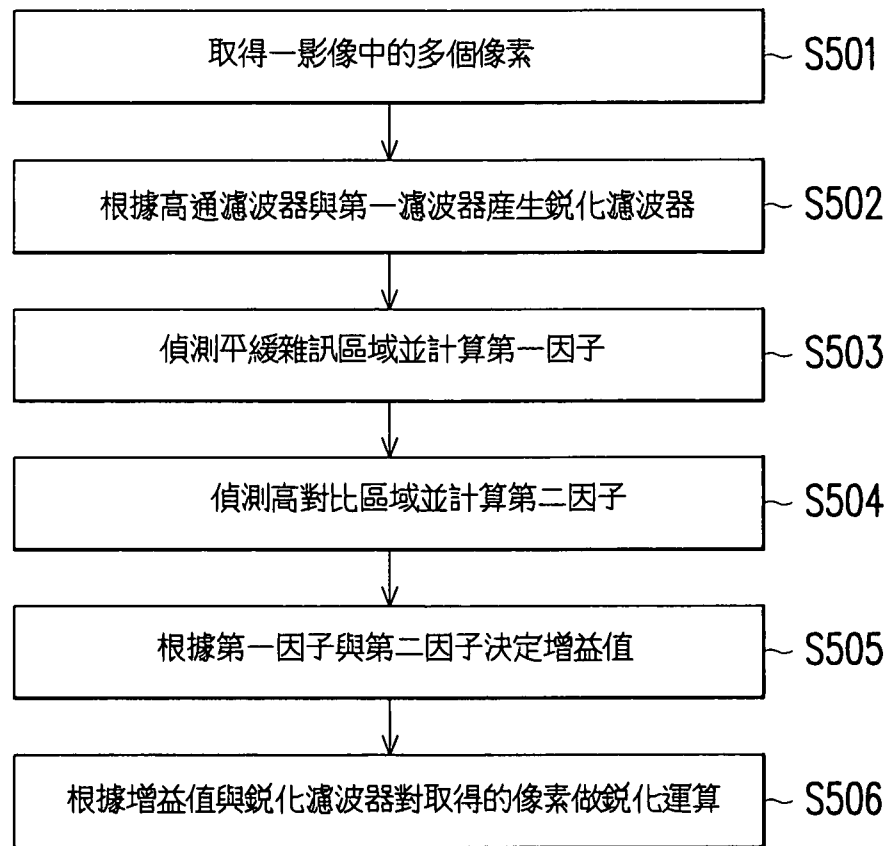 取得一影像中的多個像素 S501
根據高通濾波器與第一濾波器產生銳化濾波器 S502
偵測平緩雜訊區域並計算第一因子 S503
偵測高對比區域並計算第二因子 S504
根據第一因子與第二因子決定增益值 S505
根據增益值與銳化濾波器對取得的像素做銳化運算 S506